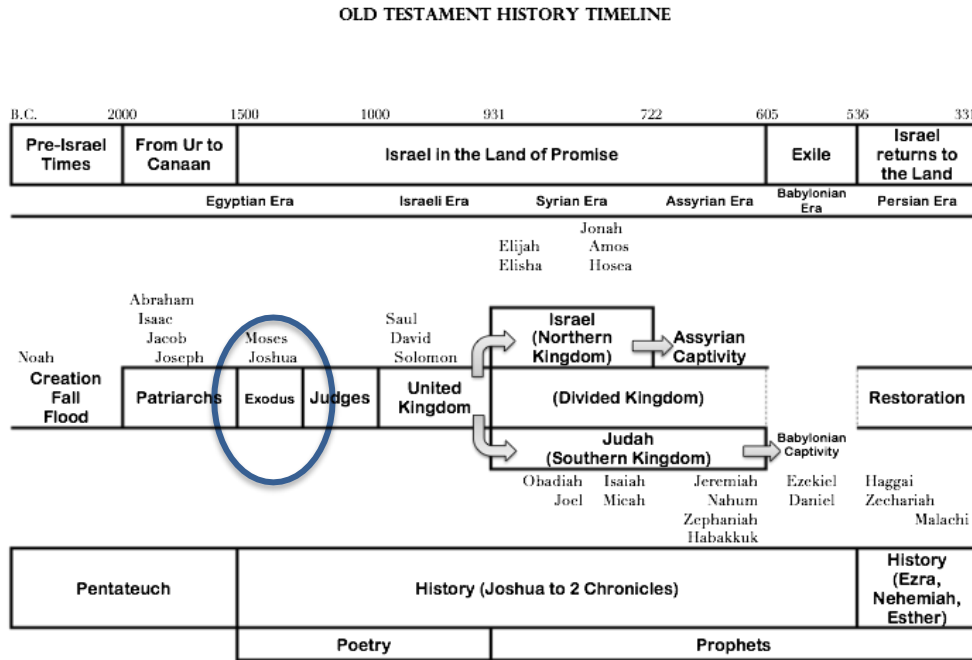 OLD TESTAMENT HISTORY TIMELINE
B.C. 2000 1500 1000 931 722 605 536 331
Pre-Israel Times
From Ur to Canaan
Israel in the Land of Promise
Exile
Israel returns to the Land
Egyptian Era
Israeli Era
Syrian Era
Assyrian Era
Babylonian Era
Persian Era
Elijah
Elisha
Jonah
Amos
Hosea
Noah
Abraham
Isaac
Jacob
Joseph
Moses
Joshua
Saul
David
Solomon
Creation
Fall
Flood
Patriarchs
Exodus
Judges
United
Kingdom
Israel
(Northern
Kingdom)
Assyrian
Captivity
(Divided Kingdom)
Judah
(Southern Kingdom)
Babylonian
Captivity
Restoration
Obadiah
Joel
Isaiah
Micah
Jeremiah
Nahum
Zephaniah
Habakkuk
Ezekiel
Daniel
Haggai
Zechariah
Malachi
Pentateuch
History (Joshua to 2 Chronicles)
History
(Ezra,
Nehemiah,
Esther)
Poetry
Prophets